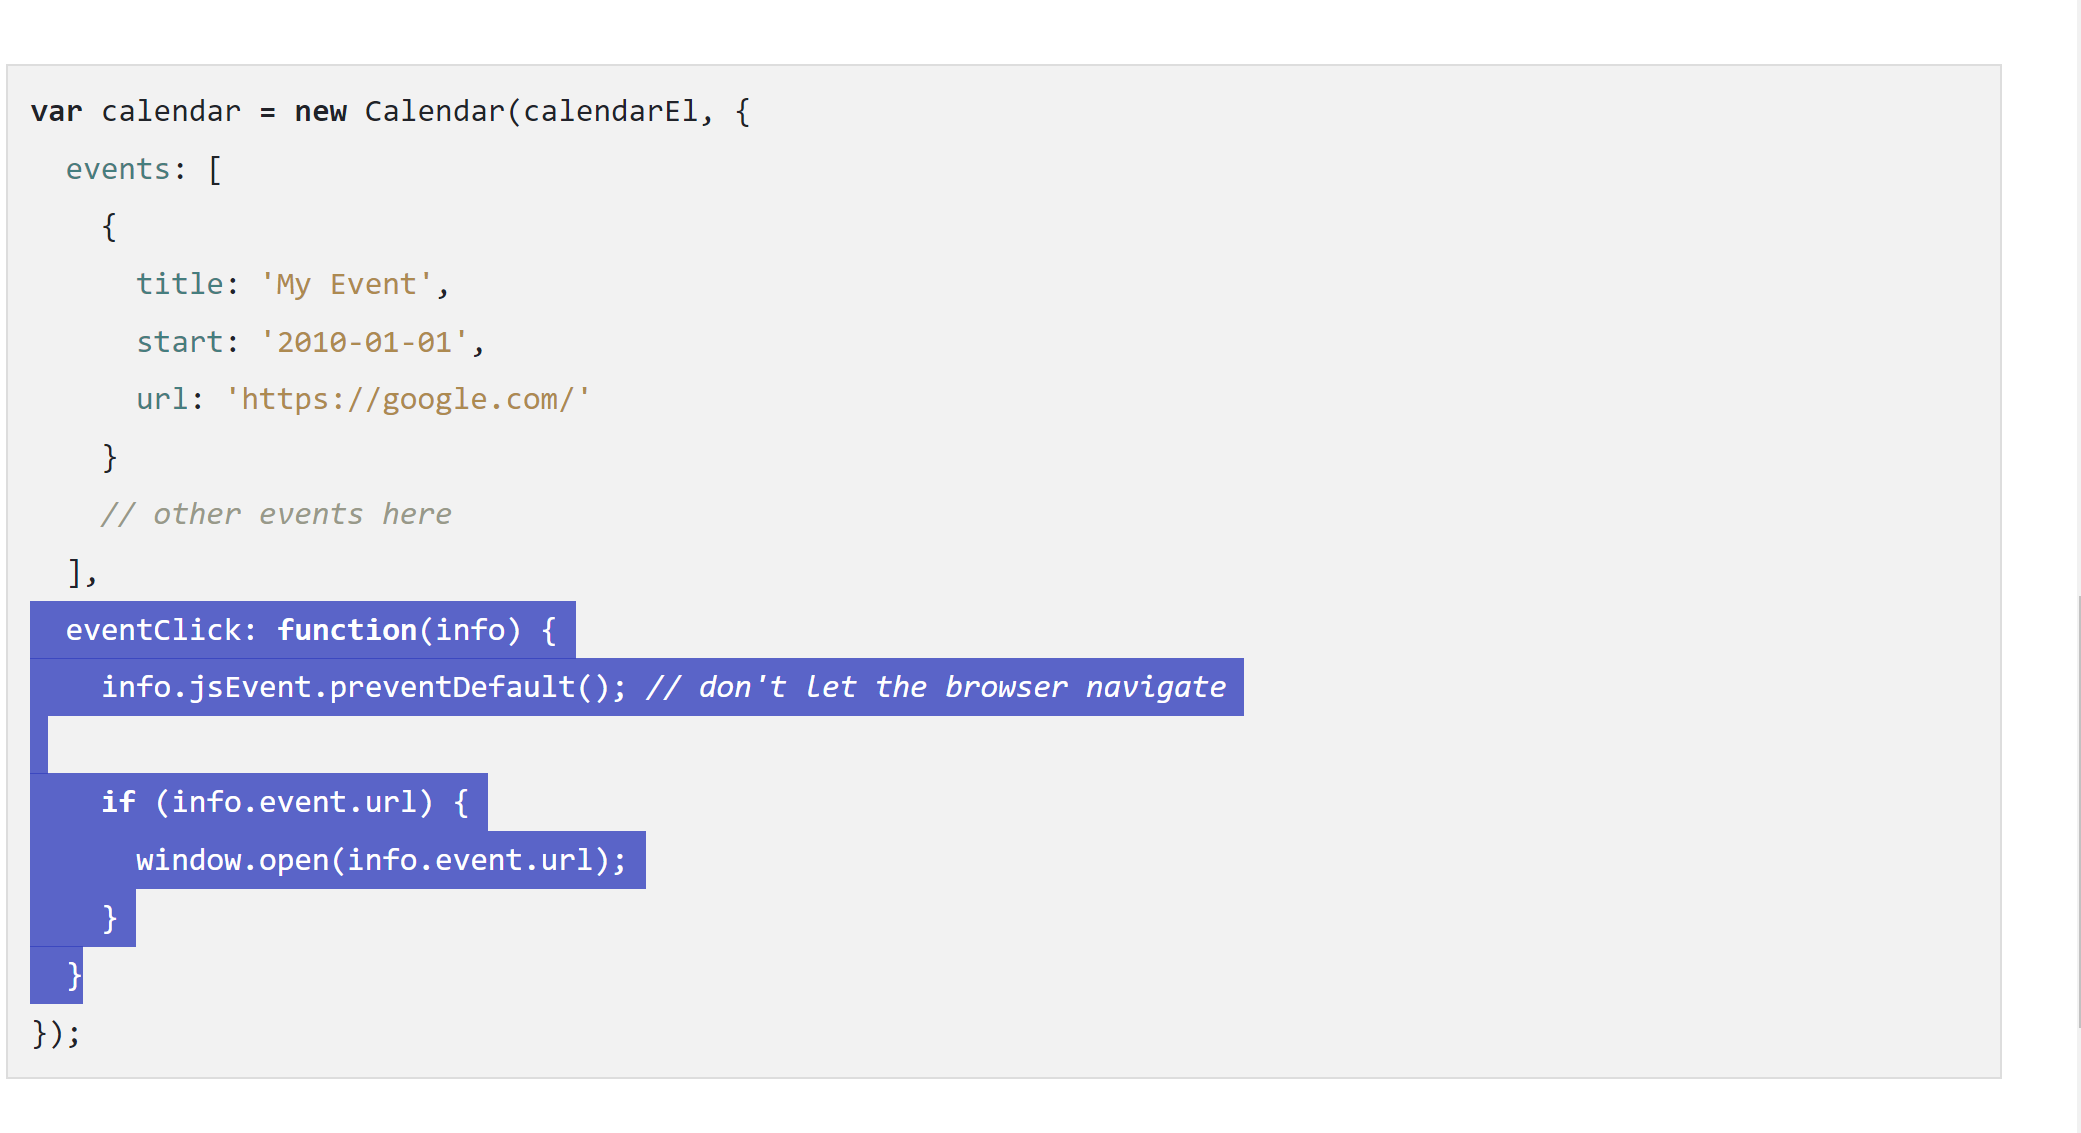 var calendar = new Calendar(calendarEl, {
  events: [
    {
      title: 'My Event',
      start: '2010-01-01',
      url: 'https://google.com/'
    }
    // other events here
  ],
  eventClick: function(info) {
    info.jsEvent.preventDefault(); // don't let the browser navigate

    if (info.event.url) {
      window.open(info.event.url);
    }
  }
});